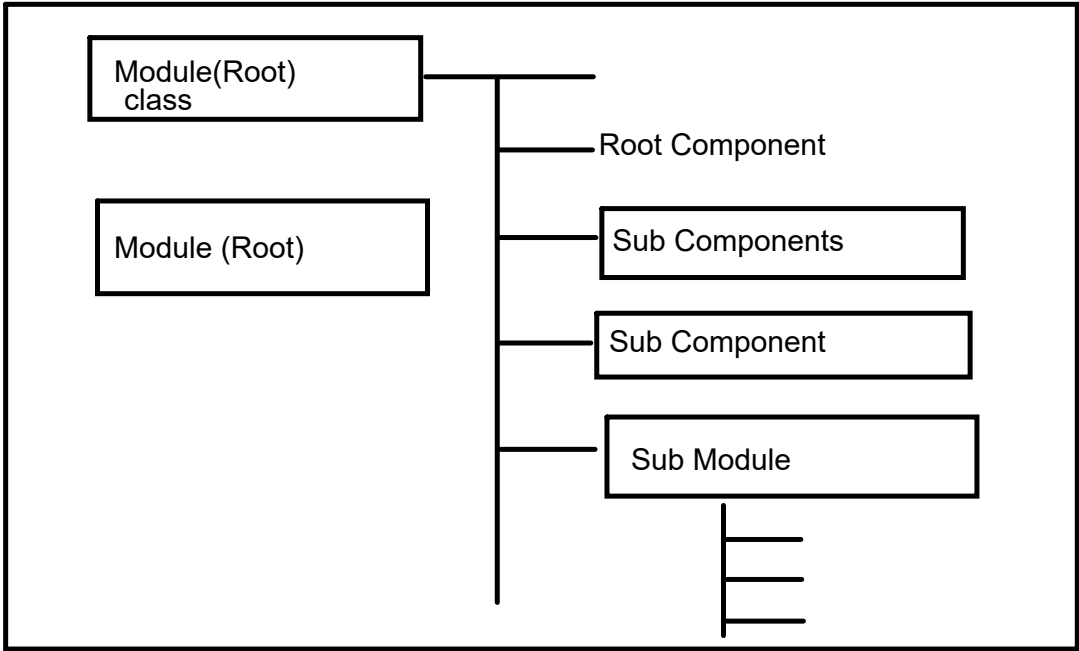 Module(Root)
class
Root Component
Module (Root)
Sub Components
Sub Component
Sub Module